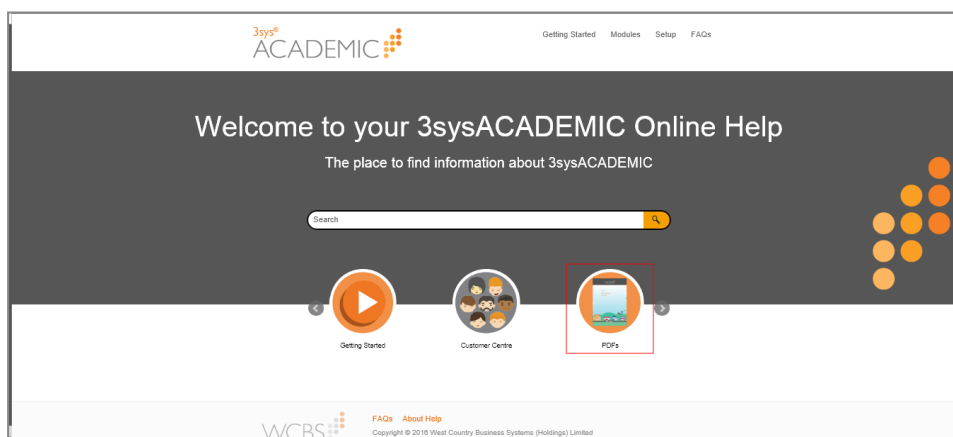 3sys®
ACADEMIC
Getting Started Modules Setup FAQs
Welcome to your 3sysACADEMIC Online Help
The place to find information about 3sysACADEMIC
Search
Getting Started Customer Centre PDFs
WCBS
FAQs About Help
Copyright © 2016 West Country Business Systems (Holdings) Limited